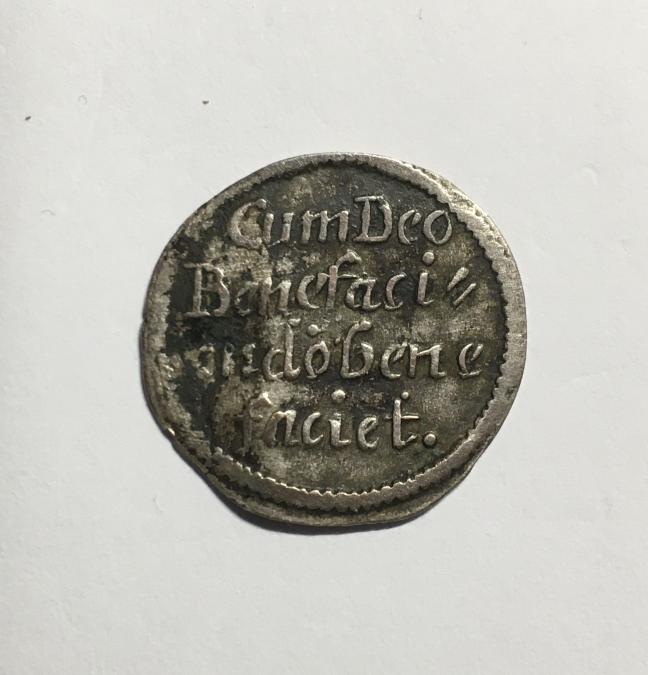 Cum Deo
Benefaci=
endo bene
faciet.